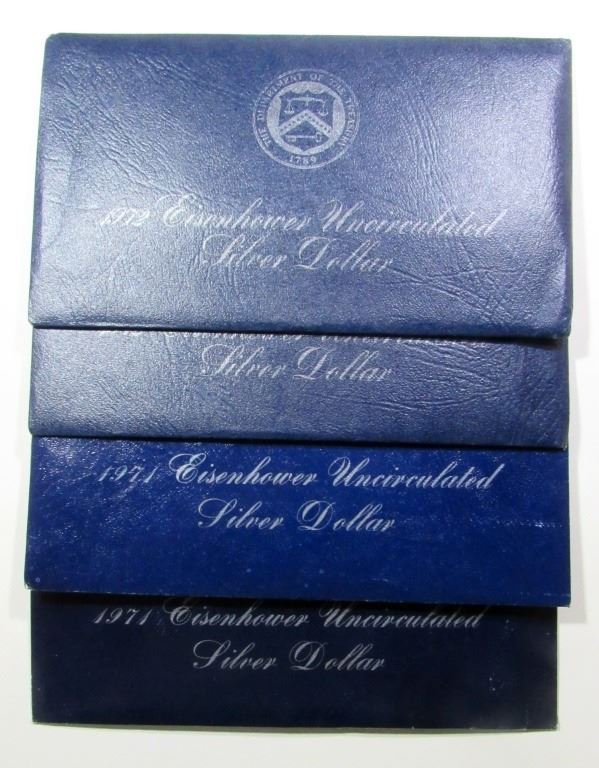 THE DEPARTMENT OF THE TREASURY
1789
1972 Eisenhower Uncirculated
Silver Dollar
Silver Dollar
1971 Eisenhower Uncirculated
Silver Dollar
1971 Eisenhower Uncirculated
Silver Dollar